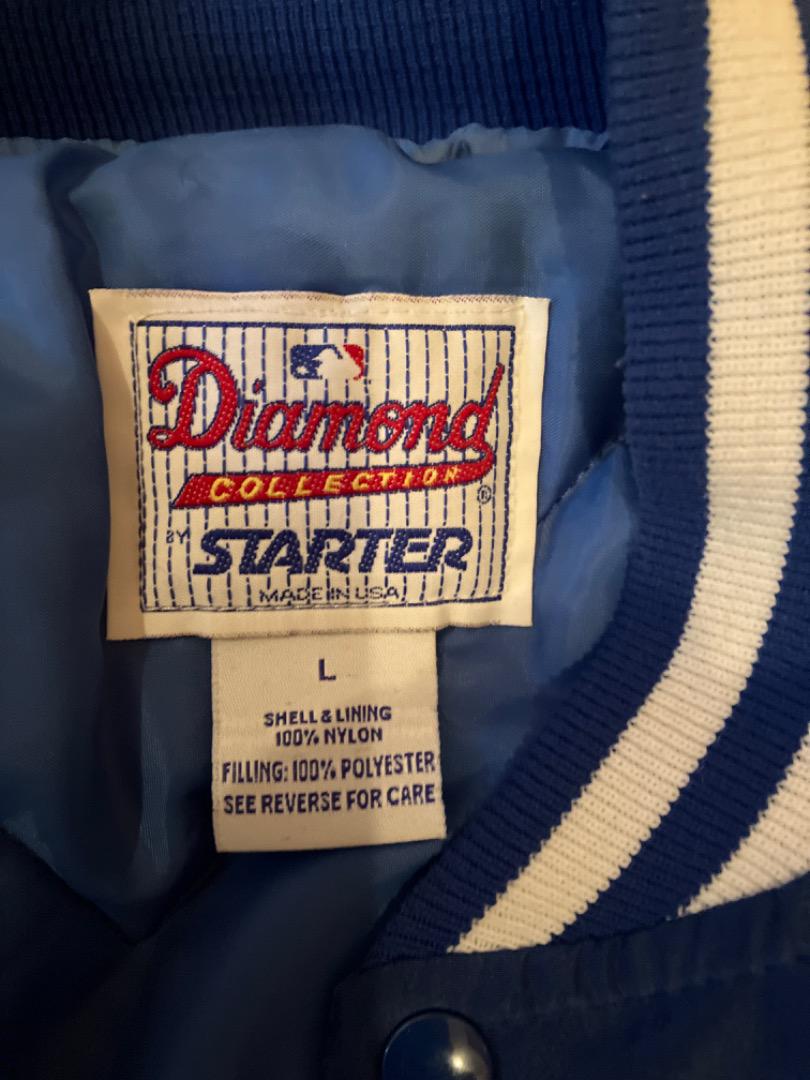 Diamond
COLLECTION
®
BY STARTER
MADE IN USA
L
SHELL & LINING
100% NYLON
FILLING: 100% POLYESTER
SEE REVERSE FOR CARE